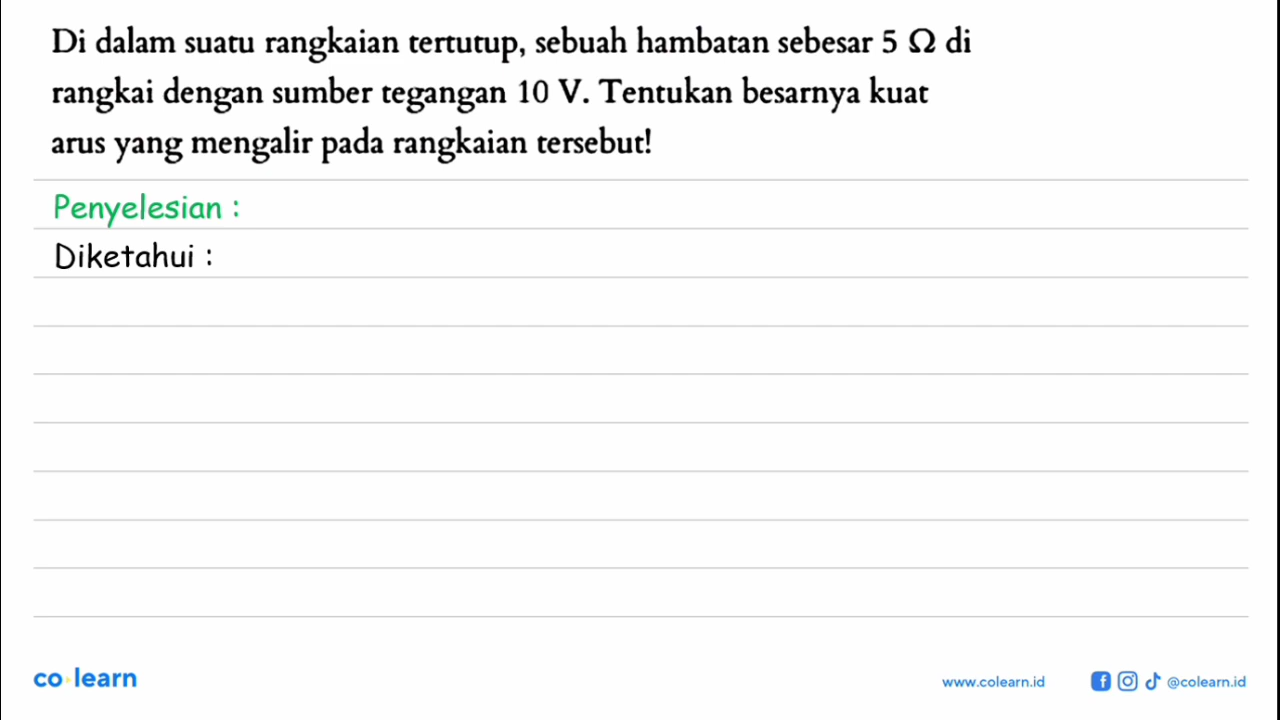 Di dalam suatu rangkaian tertutup, sebuah hambatan sebesar 5 Ω di
rangkai dengan sumber tegangan 10 V. Tentukan besarnya kuat
arus yang mengalir pada rangkaian tersebut!
Penyelesian :
Diketahui :
co learn
www.colearn.id @colearn.id